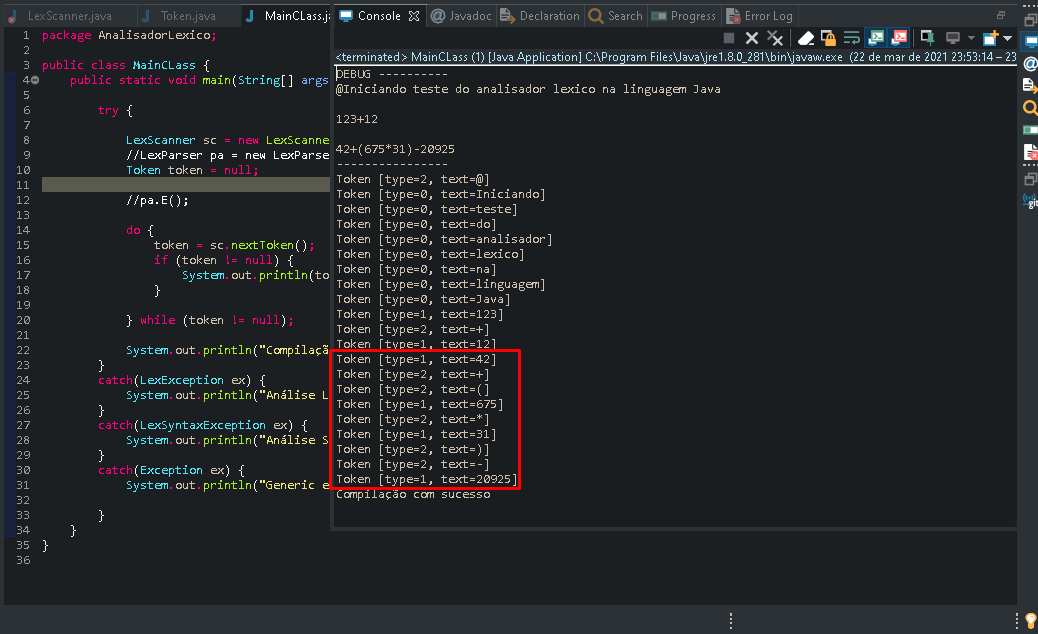 LexScanner.java
Token.java
MainCLass.ja
Console
Javadoc
Declaration
Search
Progress
Error Log
<terminated> MainCLass (1) [Java Application] C:\Program Files\Java\jre1.8.0_281\bin\javaw.exe (22 de mar de 2021 23:53:14 – 23
1 package AnalisadorLexico;
2
3 public class MainCLass {
4 public static void main(String[] args
5
6 try {
7
8 LexScanner sc = new LexScanne
9 //LexParser pa = new LexParse
10 Token token = null;
11
12 //pa.E();
13
14 do {
15 token = sc.nextToken();
16 if (token != null) {
17 System.out.println(to
18 }
19
20 } while (token != null);
21
22 System.out.println("Compilaçã
23 }
24 catch(LexException ex) {
25 System.out.println("Análise L
26 }
27 catch(LexSyntaxException ex) {
28 System.out.println("Análise S
29 }
30 catch(Exception ex) {
31 System.out.println("Generic e
32
33 }
34 }
35 }
36
DEBUG ----------
@Iniciando teste do analisador lexico na linguagem Java
123+12
42+(675*31)-20925
----------------
Token [type=2, text=@]
Token [type=0, text=Iniciando]
Token [type=0, text=teste]
Token [type=0, text=do]
Token [type=0, text=analisador]
Token [type=0, text=lexico]
Token [type=0, text=na]
Token [type=0, text=linguagem]
Token [type=0, text=Java]
Token [type=1, text=123]
Token [type=2, text=+]
Token [type=1, text=12]
Token [type=1, text=42]
Token [type=2, text=+]
Token [type=2, text=(]
Token [type=1, text=675]
Token [type=2, text=*]
Token [type=1, text=31]
Token [type=2, text=)]
Token [type=2, text=-]
Token [type=1, text=20925]
Compilação com sucesso
git